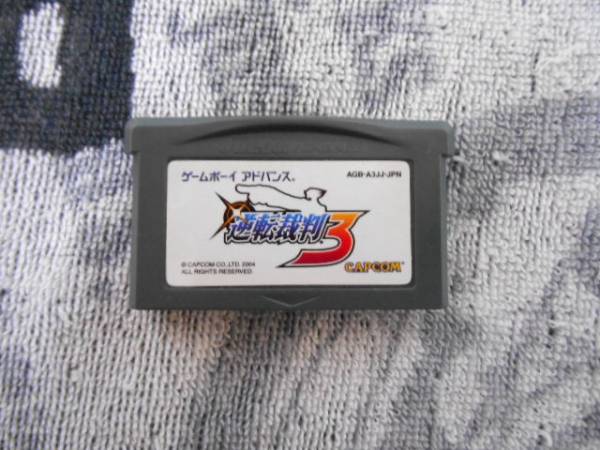 ゲームボーイ アドバンス®
AGB-A3JJ-JPN
逆転裁判3
© CAPCOM CO., LTD. 2004
ALL RIGHTS RESERVED.
CAPCOM®